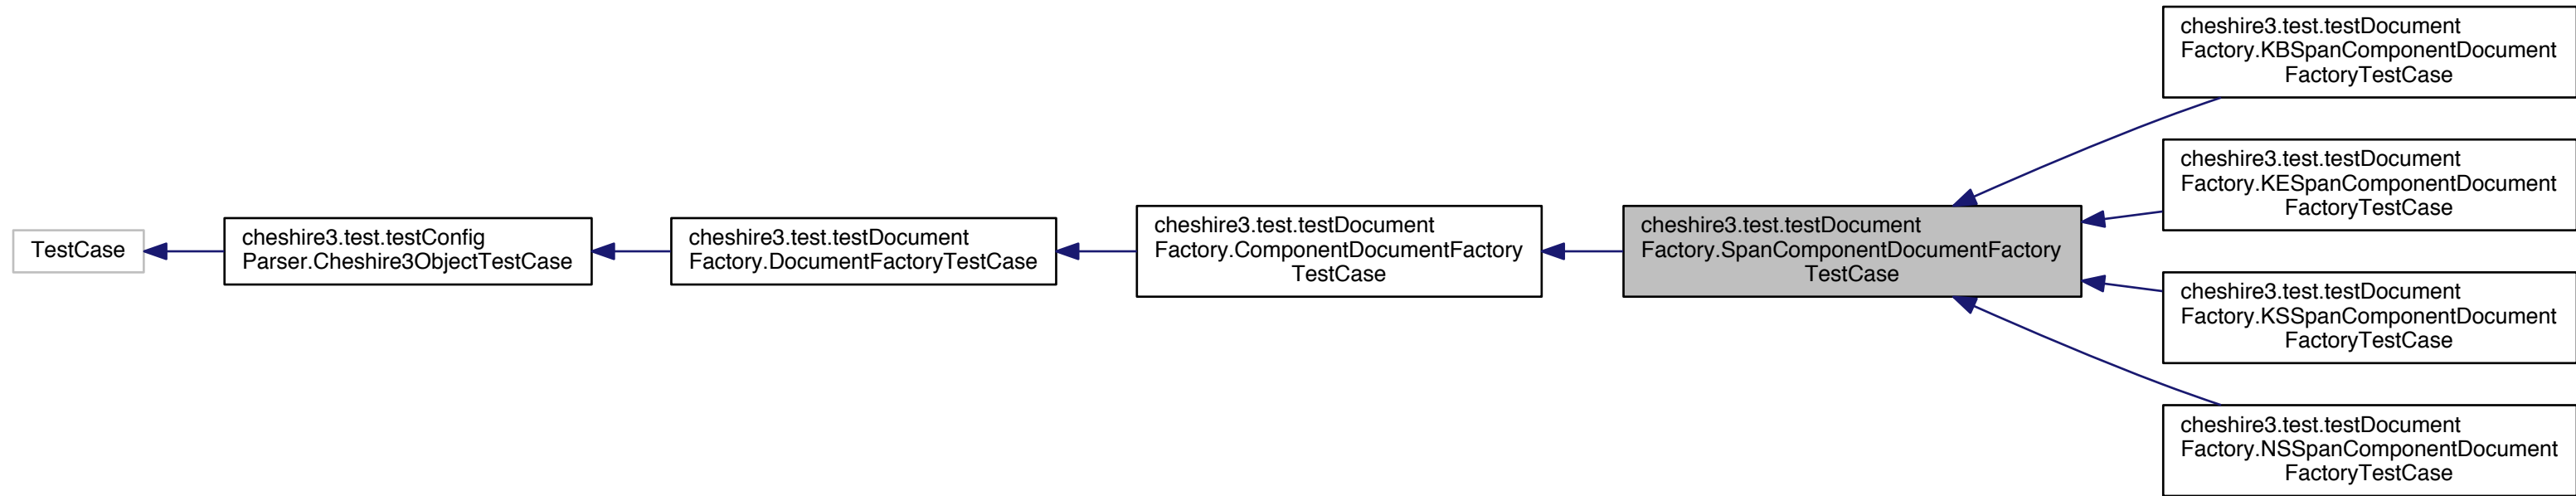 TestCase
cheshire3.test.testConfig
Parser.Cheshire3ObjectTestCase
cheshire3.test.testDocument
Factory.DocumentFactoryTestCase
cheshire3.test.testDocument
Factory.ComponentDocumentFactory
TestCase
cheshire3.test.testDocument
Factory.SpanComponentDocumentFactory
TestCase
cheshire3.test.testDocument
Factory.KBSpanComponentDocument
FactoryTestCase
cheshire3.test.testDocument
Factory.KESpanComponentDocument
FactoryTestCase
cheshire3.test.testDocument
Factory.KSSpanComponentDocument
FactoryTestCase
cheshire3.test.testDocument
Factory.NSSpanComponentDocument
FactoryTestCase